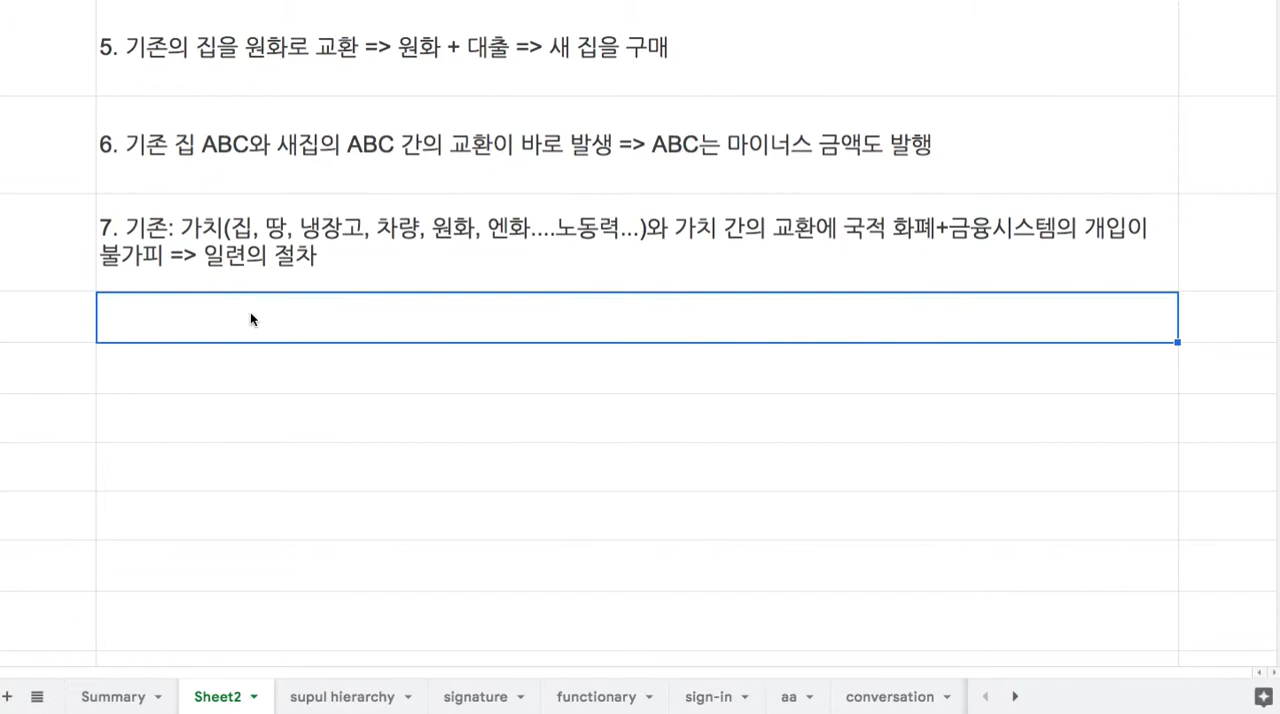 5. 기존의 집을 원화로 교환 => 원화 + 대출 => 새 집을 구매
6. 기존 집 ABC와 새집의 ABC 간의 교환이 바로 발생 => ABC는 마이너스 금액도 발행
7. 기존: 가치(집, 땅, 냉장고, 차량, 원화, 엔화....노동력...)와 가치 간의 교환에 국적 화폐+금융시스템의 개입이
불가피 => 일련의 절차
Summary Sheet2 supul hierarchy signature functionary sign-in aa conversation